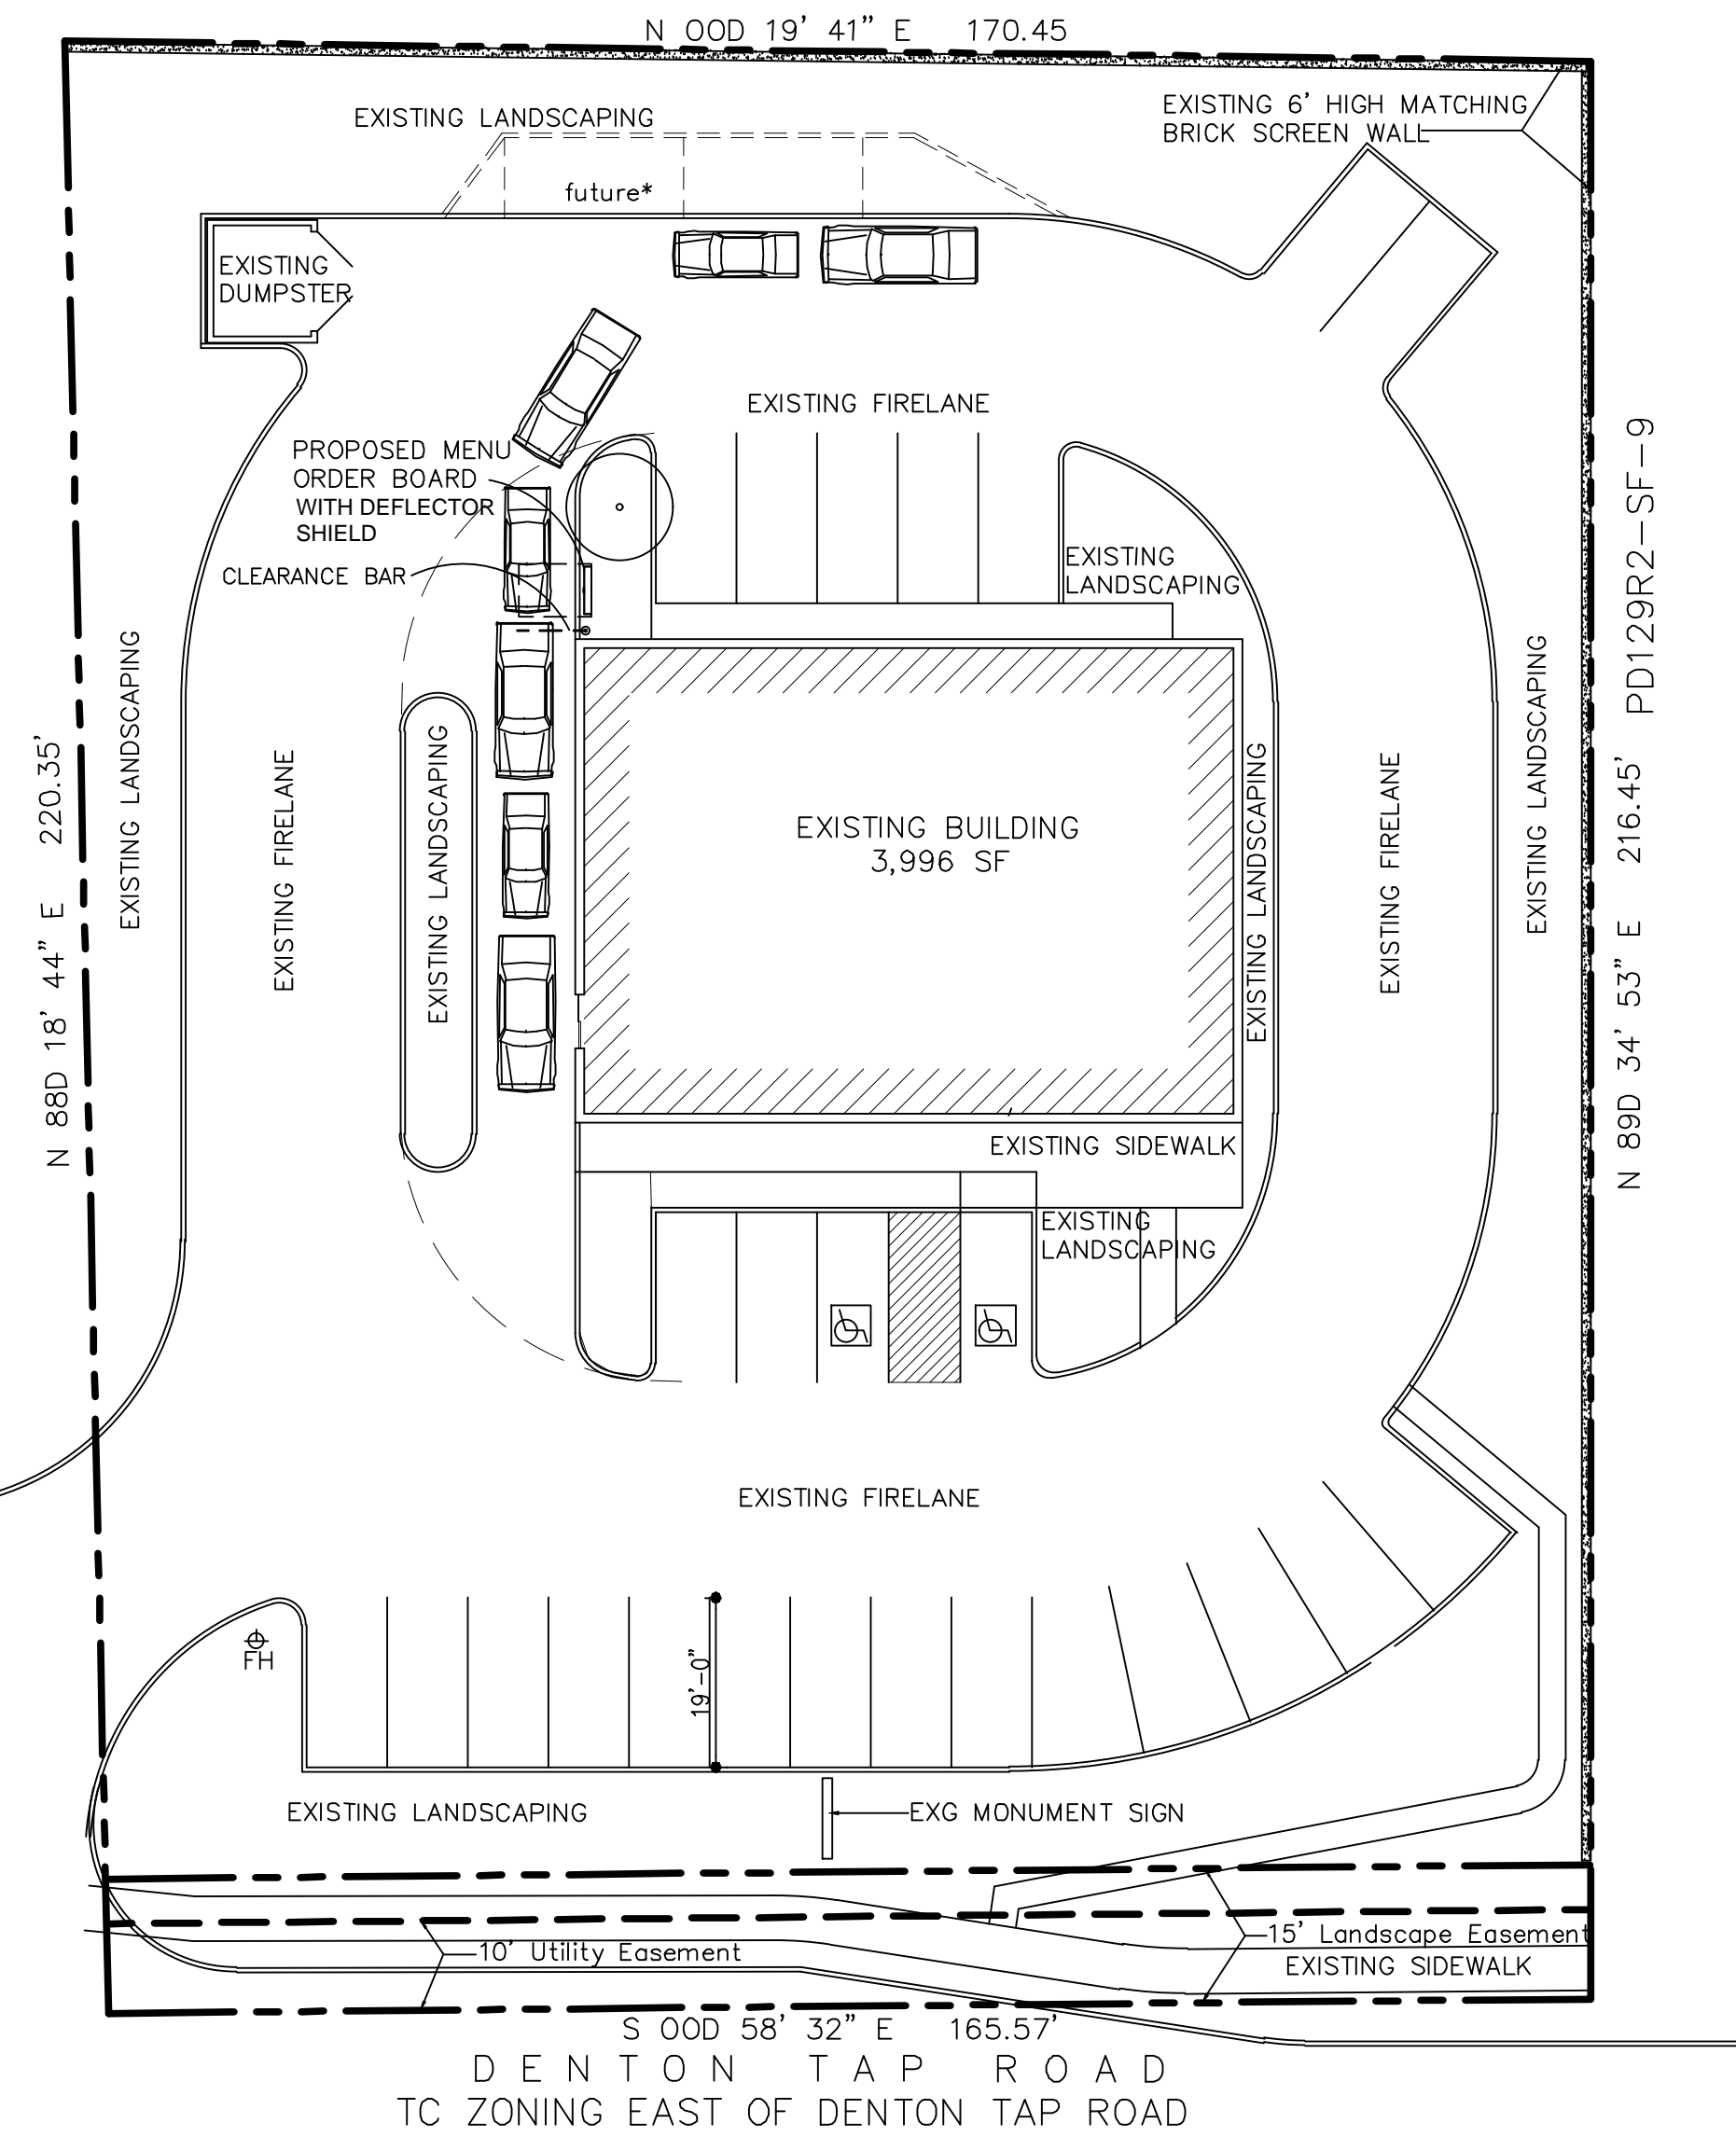 N OOD 19' 41" E 170.45
EXISTING LANDSCAPING
EXISTING 6' HIGH MATCHING
BRICK SCREEN WALL
future*
EXISTING
DUMPSTER
EXISTING FIRELANE
PROPOSED MENU
ORDER BOARD
WITH DEFLECTOR
SHIELD
CLEARANCE BAR
EXISTING
LANDSCAPING
PD129R2-SF-9
N 88D 18' 44" E 220.35'
EXISTING LANDSCAPING
EXISTING FIRELANE
EXISTING LANDSCAPING
EXISTING BUILDING
3,996 SF
EXISTING LANDSCAPING
EXISTING FIRELANE
EXISTING LANDSCAPING
N 89D 34' 53" E 216.45'
EXISTING SIDEWALK
EXISTING
LANDSCAPING
EXISTING FIRELANE
FH
19'-0"
EXISTING LANDSCAPING
EXG MONUMENT SIGN
10' Utility Easement
15' Landscape Easement
EXISTING SIDEWALK
S OOD 58' 32" E 165.57'
DENTON TAP ROAD
TC ZONING EAST OF DENTON TAP ROAD